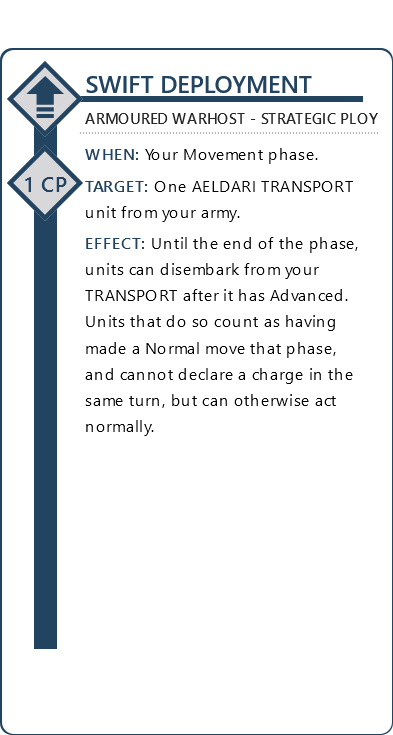 SWIFT DEPLOYMENT
ARMOURED WARHOST - STRATEGIC PLOY
WHEN: Your Movement phase.
1 CP
TARGET: One AELDARI TRANSPORT
unit from your army.
EFFECT: Until the end of the phase,
units can disembark from your
TRANSPORT after it has Advanced.
Units that do so count as having
made a Normal move that phase,
and cannot declare a charge in the
same turn, but can otherwise act
normally.